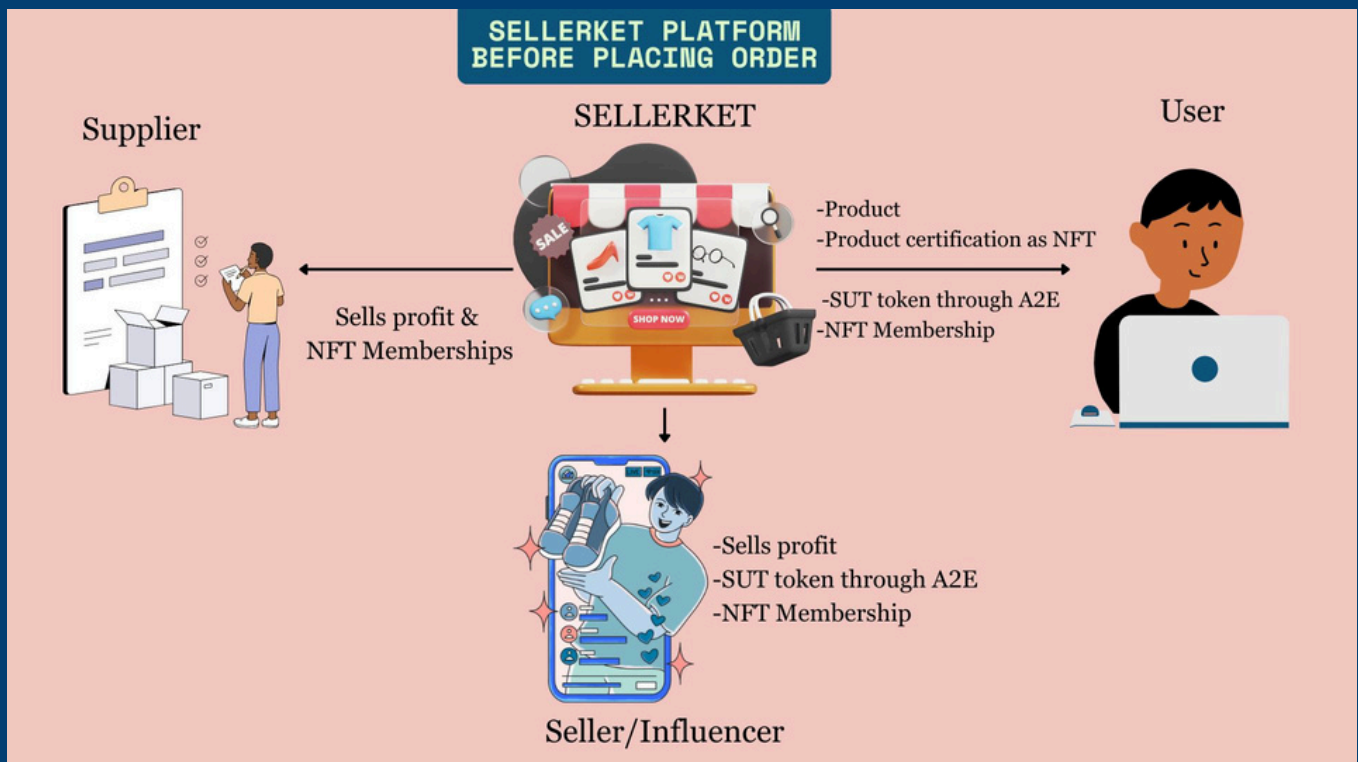 SELLERKET PLATFORM
BEFORE PLACING ORDER
Supplier
SELLERKET
User
SALE
SHOP NOW
-Product
-Product certification as NFT
-SUT token through A2E
-NFT Membership
Sells profit &
NFT Memberships
-Sells profit
-SUT token through A2E
-NFT Membership
Seller/Influencer